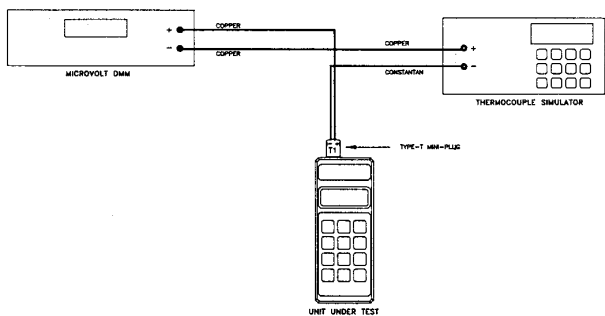 COPPER
+
−
COPPER
COPPER
+
−
CONSTANTAN
MICROVOLT DMM
THERMOCOUPLE SIMULATOR
T1
TYPE-T MINI-PLUG
UNIT UNDER TEST